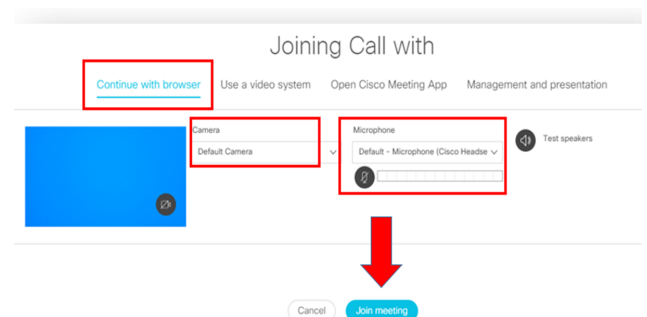 Joining Call with
Continue with browser Use a video system Open Cisco Meeting App Management and presentation
Camera Microphone
Default Camera Default - Microphone (Cisco Headse Test speakers
Cancel Join meeting